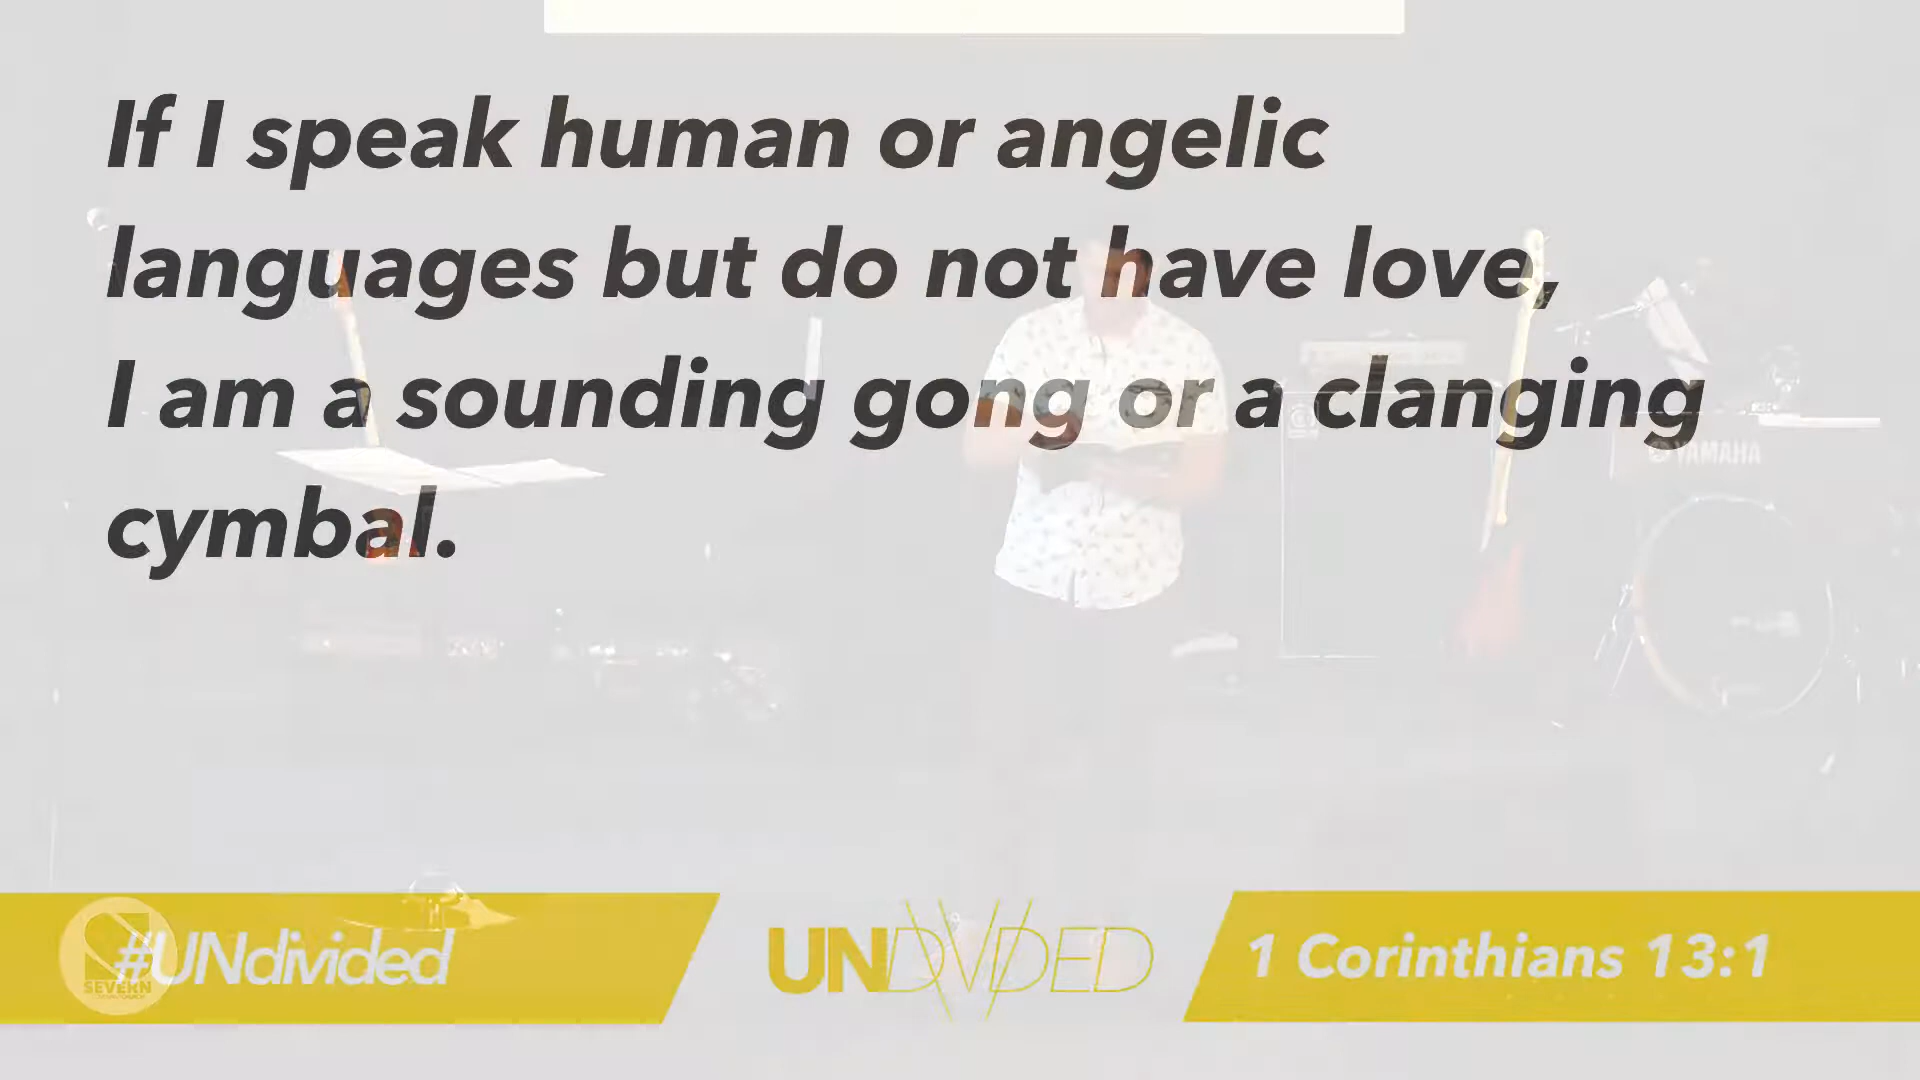 If I speak human or angelic
languages but do not have love,
I am a sounding gong or a clanging
cymbal.
YAMAHA
#UNdivided
SEVERN
UNDIVIDED
1 Corinthians 13:1